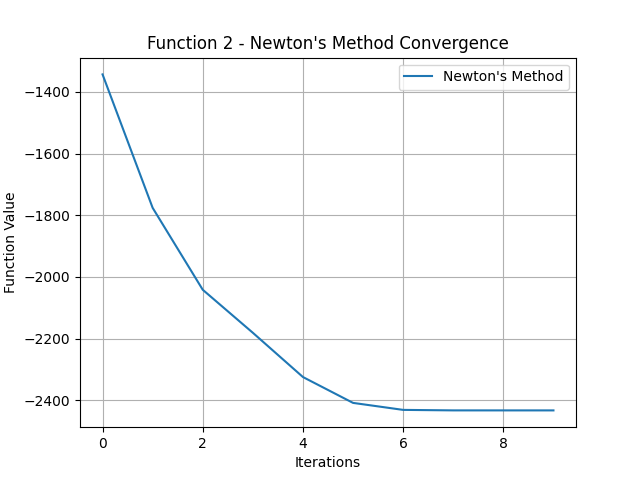 Function 2 - Newton's Method Convergence
Newton's Method
Function Value
−1400
−1600
−1800
−2000
−2200
−2400
0 2 4 6 8
Iterations